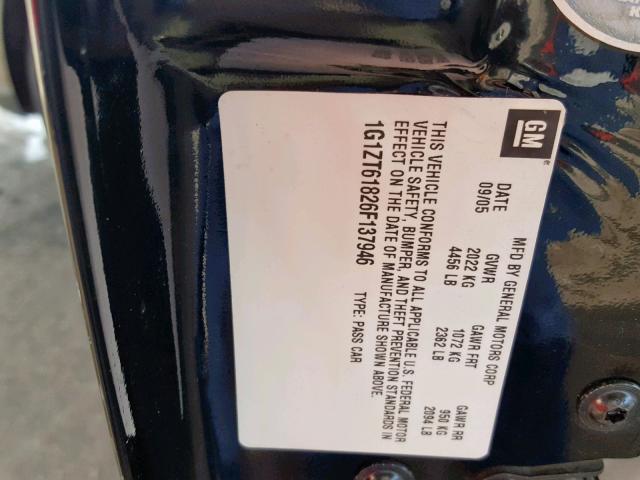 GM
MFD BY GENERAL MOTORS CORP
DATE GVWR GAWR FRT GAWR RR
09/05 2022 KG 1072 KG 950 KG
4456 LB 2362 LB 2094 LB
THIS VEHICLE CONFORMS TO ALL APPLICABLE U.S. FEDERAL MOTOR
VEHICLE SAFETY, BUMPER, AND THEFT PREVENTION STANDARDS IN
EFFECT ON THE DATE OF MANUFACTURE SHOWN ABOVE.
1G1ZT61826F137946 TYPE: PASS CAR